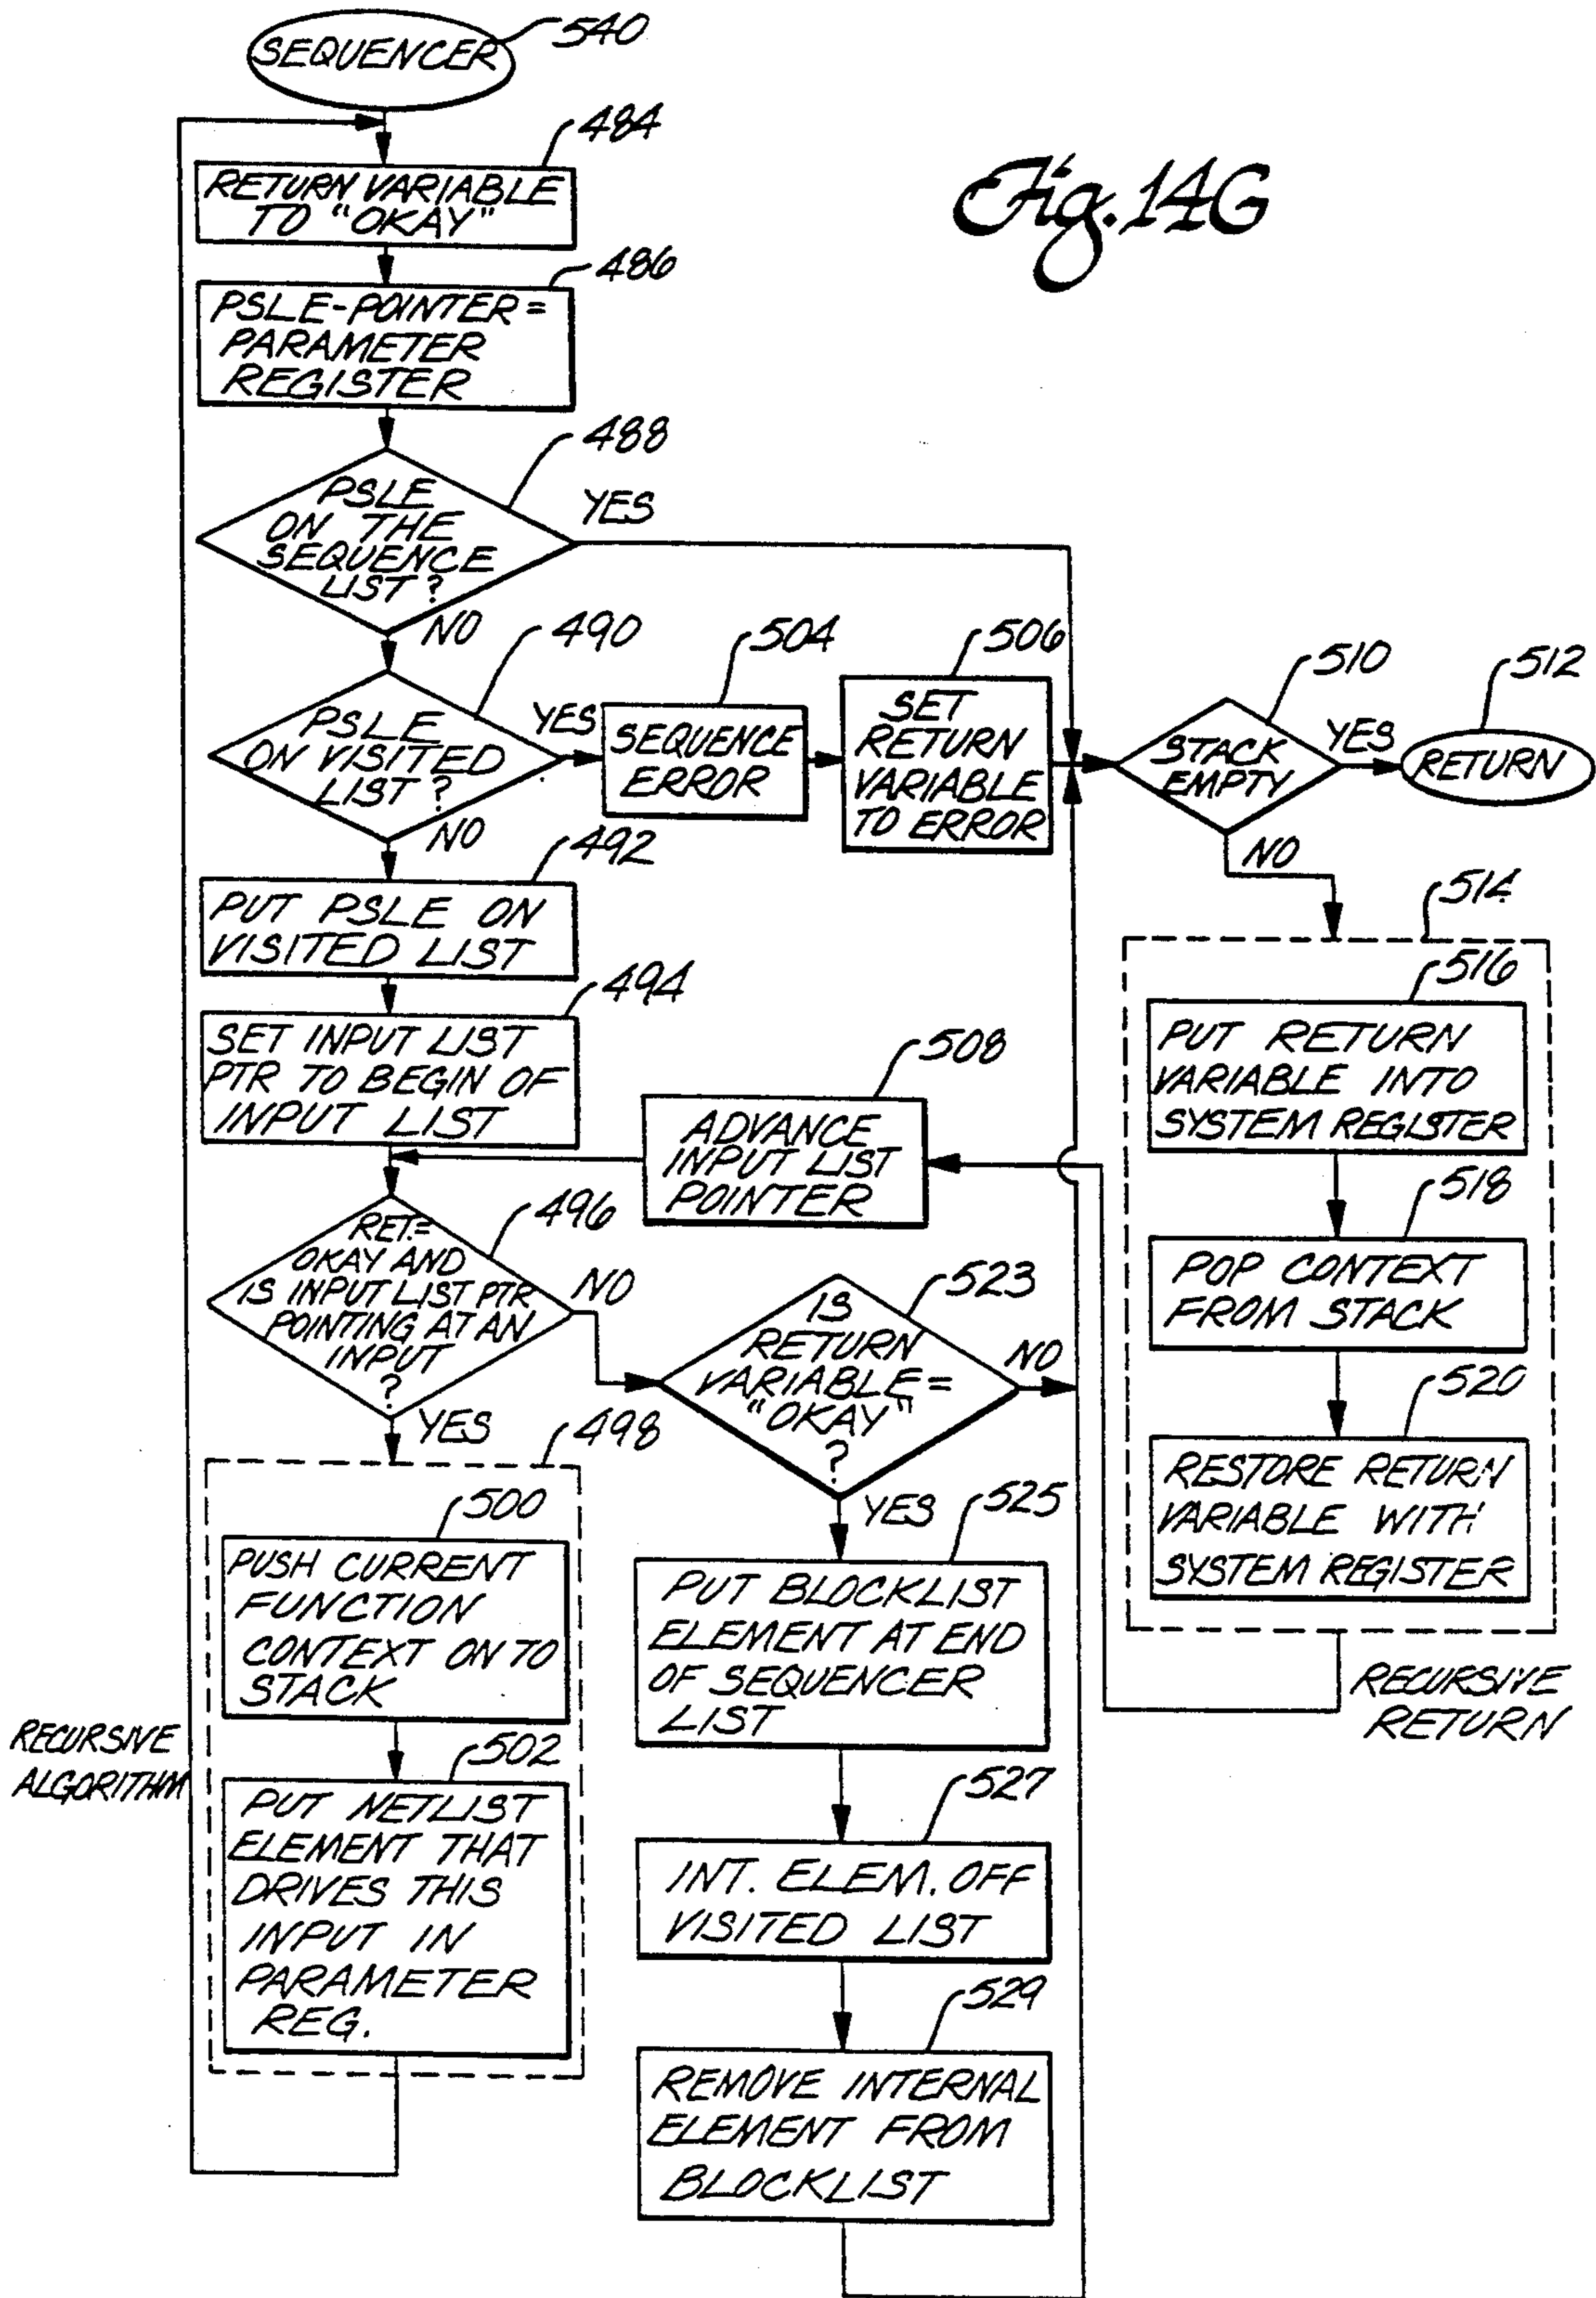 SEQUENCER
540
Fig. 14G
484
RETURN VARIABLE
TO "OKAY"
486
PSLE-POINTER =
PARAMETER
REGISTER
488
PSLE
ON THE
SEQUENCE
LIST?
YES
NO
490
PSLE
ON VISITED
LIST?
YES
NO
504
SEQUENCE
ERROR
506
SET
RETURN
VARIABLE
TO ERROR
510
STACK
EMPTY
YES
NO
512
RETURN
492
PUT PSLE ON
VISITED LIST
494
SET INPUT LIST
PTR TO BEGIN OF
INPUT LIST
508
ADVANCE
INPUT LIST
POINTER
514
516
PUT RETURN
VARIABLE INTO
SYSTEM REGISTER
518
POP CONTEXT
FROM STACK
520
RESTORE RETURN
VARIABLE WITH
SYSTEM REGISTER
RECURSIVE
RETURN
496
RET.=
OKAY AND
IS INPUT LIST PTR
POINTING AT AN
INPUT
?
NO
YES
523
IS
RETURN
VARIABLE =
"OKAY"
?
NO
YES
498
500
PUSH CURRENT
FUNCTION
CONTEXT ON TO
STACK
502
PUT NETLIST
ELEMENT THAT
DRIVES THIS
INPUT IN
PARAMETER
REG.
RECURSIVE
ALGORITHM
525
PUT BLOCKLIST
ELEMENT AT END
OF SEQUENCER
LIST
527
INT. ELEM. OFF
VISITED LIST
529
REMOVE INTERNAL
ELEMENT FROM
BLOCKLIST